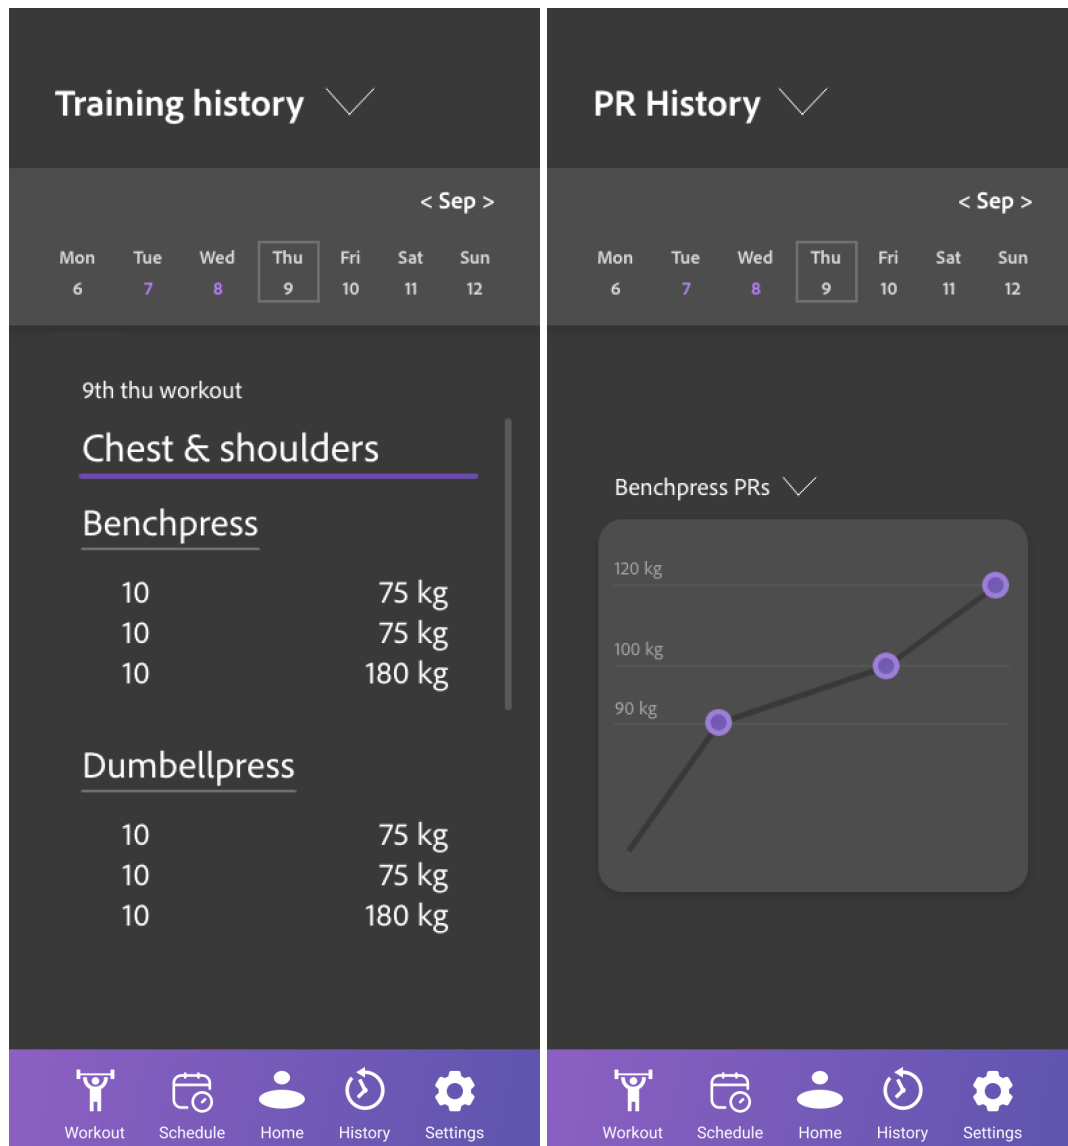 Training history
< Sep >
Mon Tue Wed Thu Fri Sat Sun
6 7 8 9 10 11 12
9th thu workout
Chest & shoulders
Benchpress
10 75 kg
10 75 kg
10 180 kg
Dumbellpress
10 75 kg
10 75 kg
10 180 kg
Workout Schedule Home History Settings
PR History
< Sep >
Mon Tue Wed Thu Fri Sat Sun
6 7 8 9 10 11 12
Benchpress PRs
120 kg
100 kg
90 kg
Workout Schedule Home History Settings